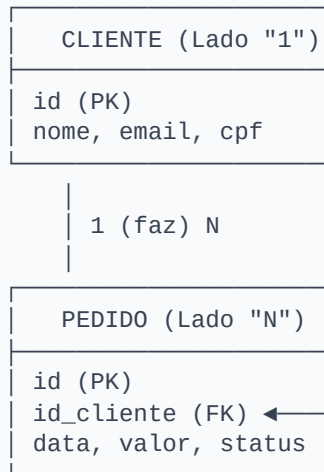 CLIENTE (Lado "1")
id (PK)
nome, email, cpf
1 (faz) N
PEDIDO (Lado "N")
id (PK)
id_cliente (FK) ◄──
data, valor, status